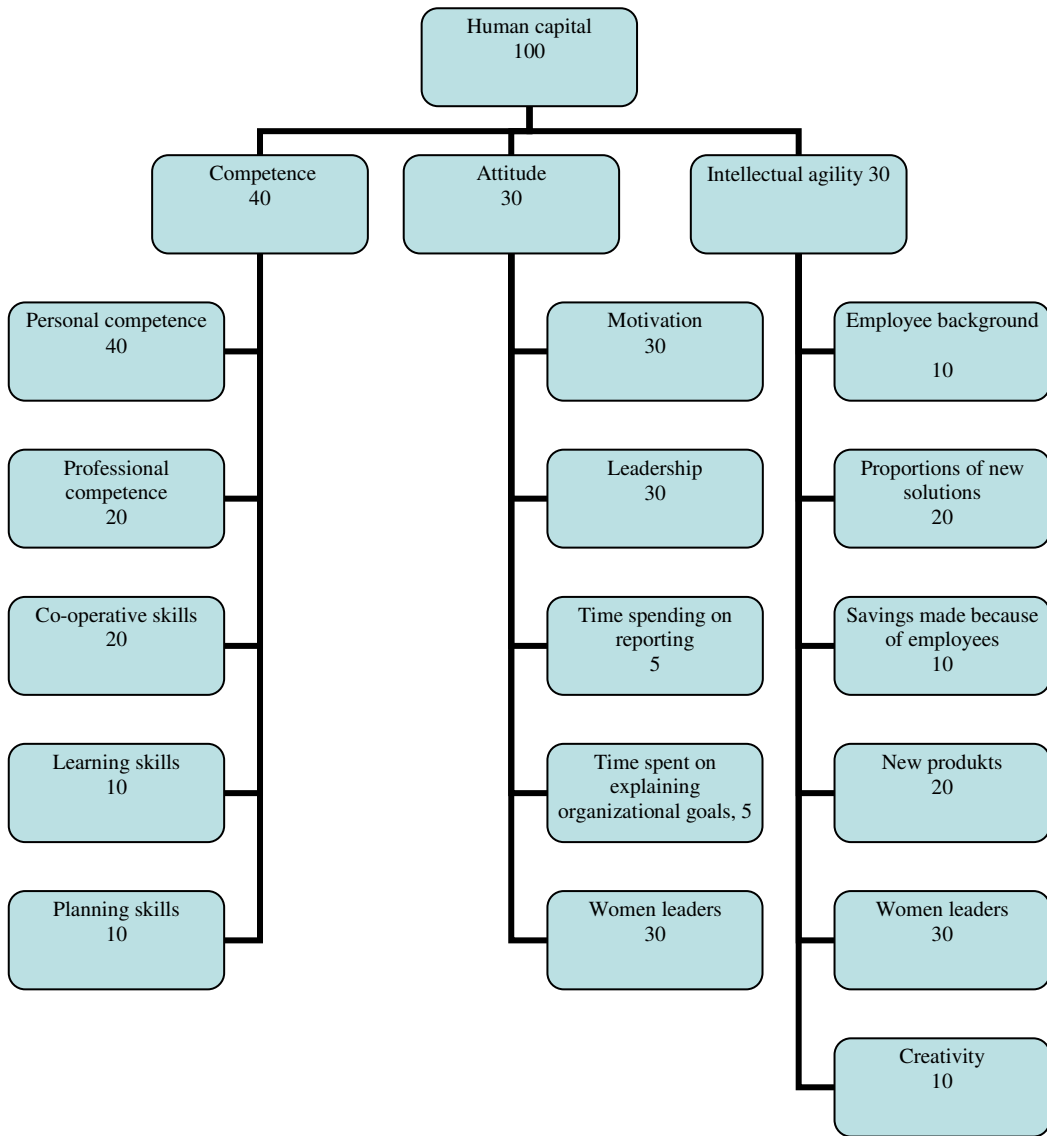 Human capital
100
Competence
40
Attitude
30
Intellectual agility 30
Personal competence
40
Professional
competence
20
Co-operative skills
20
Learning skills
10
Planning skills
10
Motivation
30
Leadership
30
Time spending on
reporting
5
Time spent on
explaining
organizational goals, 5
Women leaders
30
Employee background
10
Proportions of new
solutions
20
Savings made because
of employees
10
New produkts
20
Women leaders
30
Creativity
10